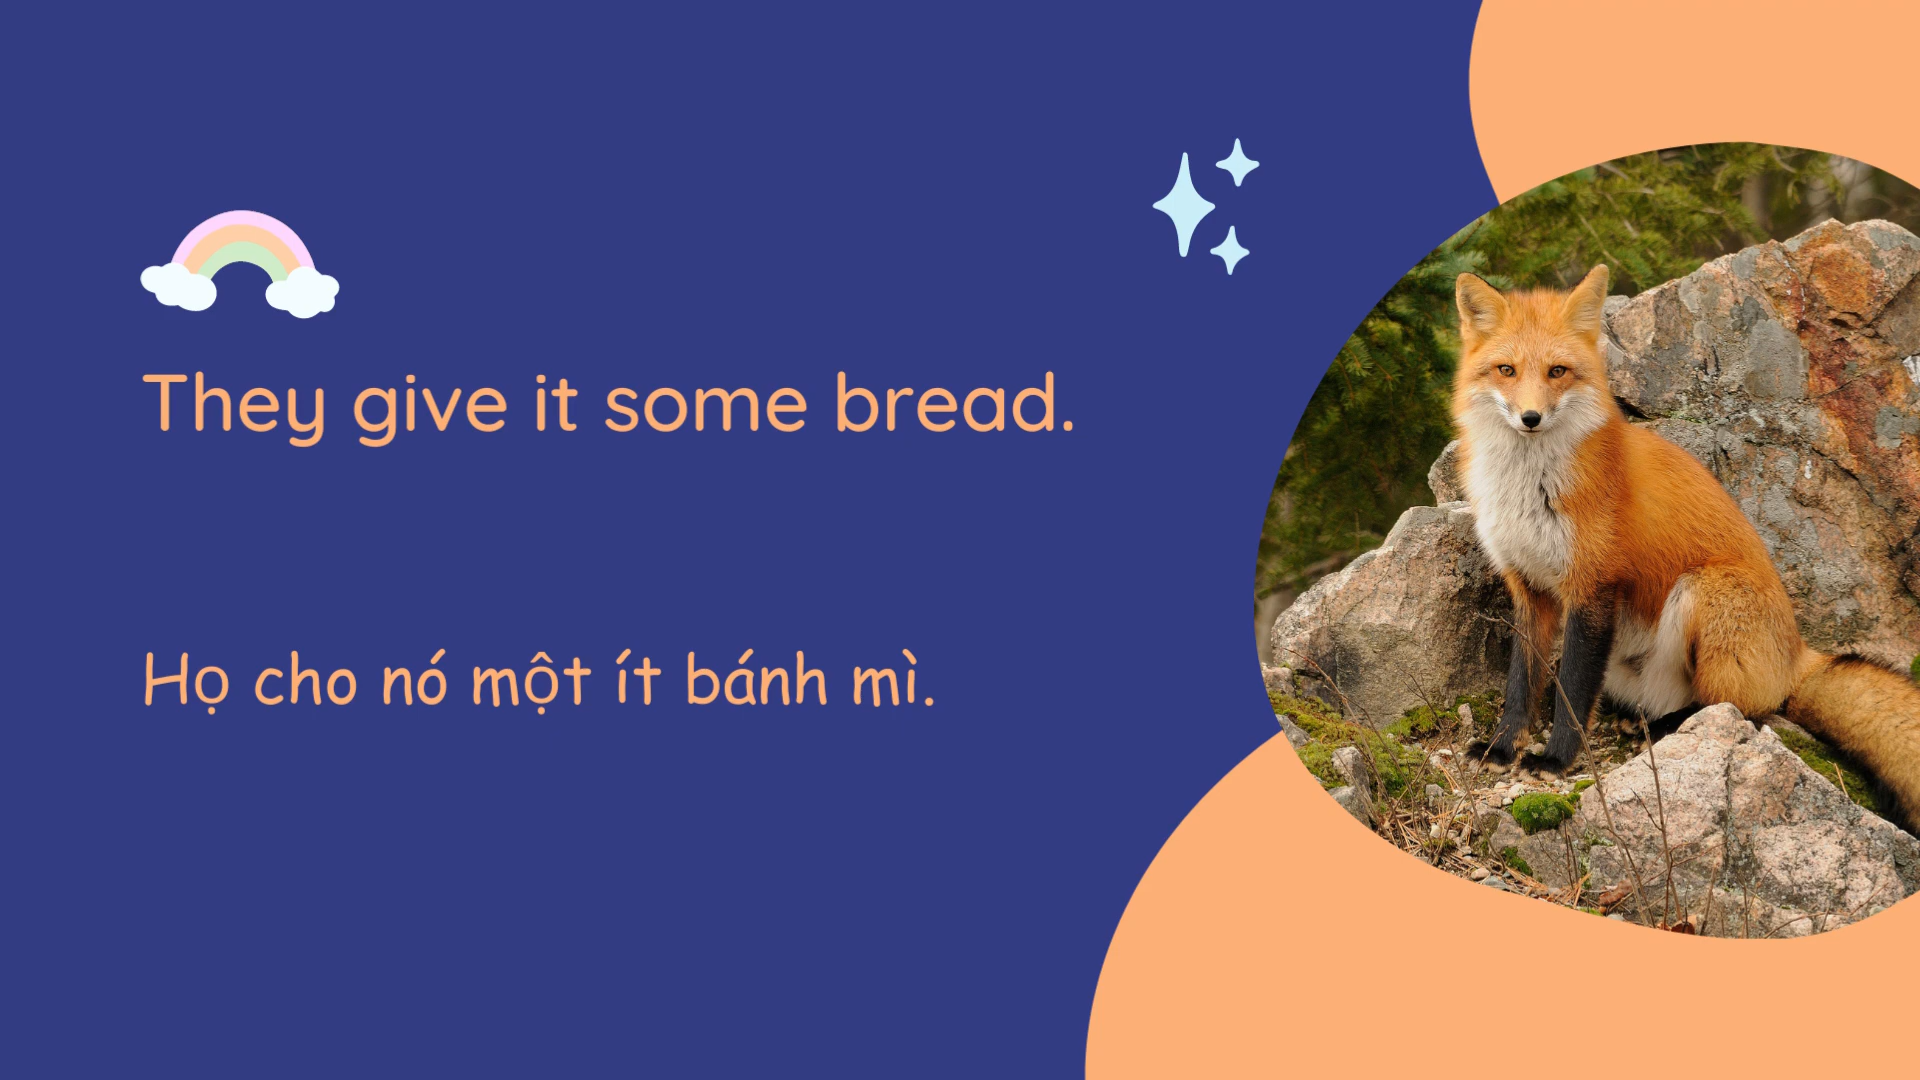 They give it some bread.
Họ cho nó một ít bánh mì.